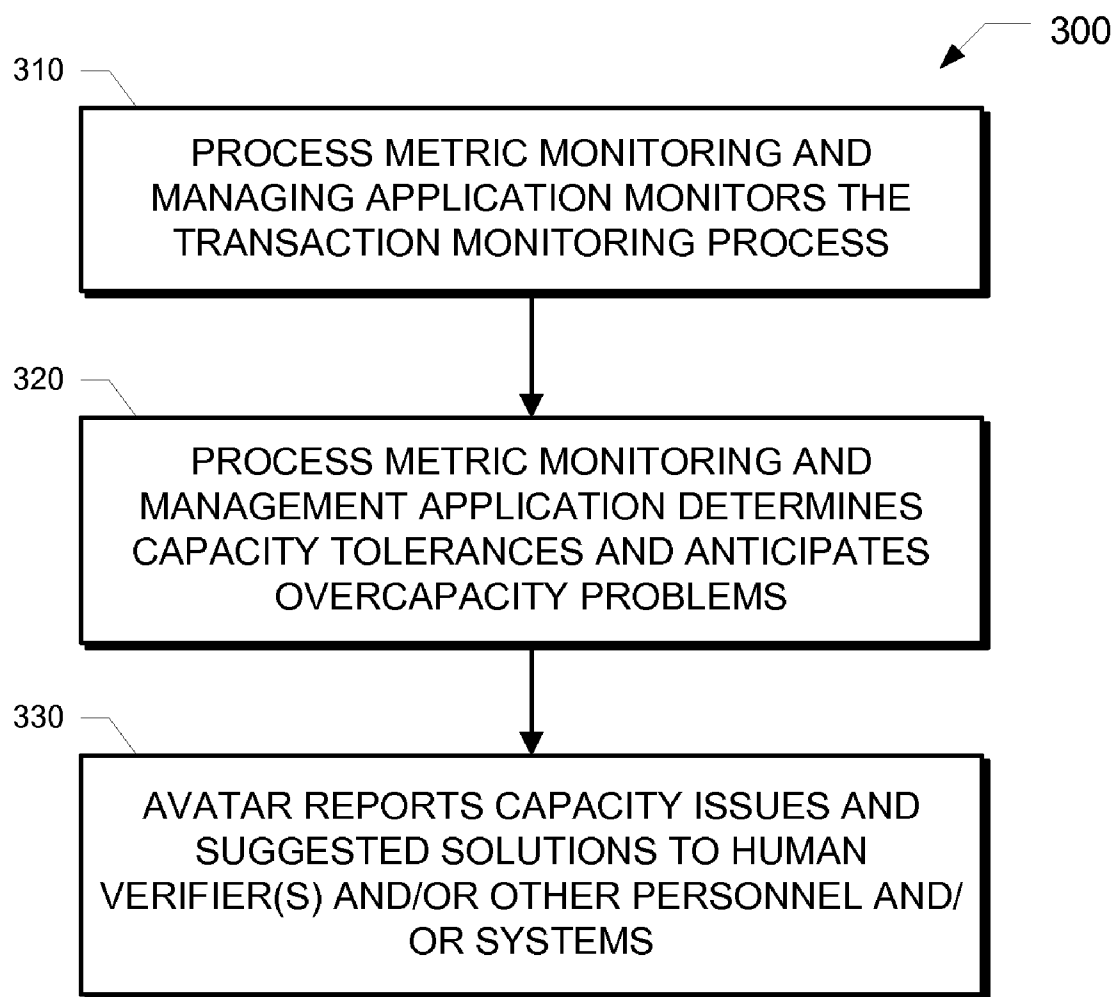 300
310
PROCESS METRIC MONITORING AND
MANAGING APPLICATION MONITORS THE
TRANSACTION MONITORING PROCESS
320
PROCESS METRIC MONITORING AND
MANAGEMENT APPLICATION DETERMINES
CAPACITY TOLERANCES AND ANTICIPATES
OVERCAPACITY PROBLEMS
330
AVATAR REPORTS CAPACITY ISSUES AND
SUGGESTED SOLUTIONS TO HUMAN
VERIFIER(S) AND/OR OTHER PERSONNEL AND/
OR SYSTEMS